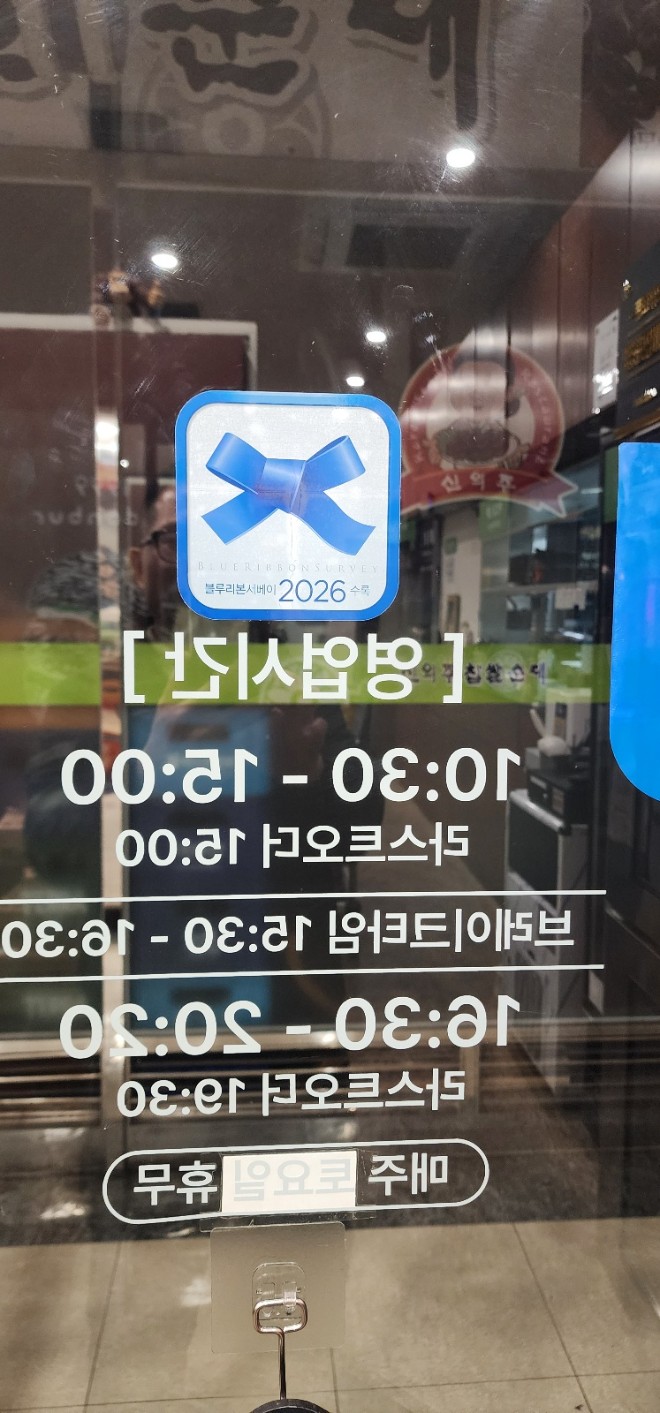 BLUE RIBBON SURVEY
블루리본서베이 2026 수록
[영업시간]
10:30 - 15:00
라스트오더 15:00
브레이크타임 15:30 - 16:30
16:30 - 20:20
라스트오더 19:30
매주 토요일 휴무